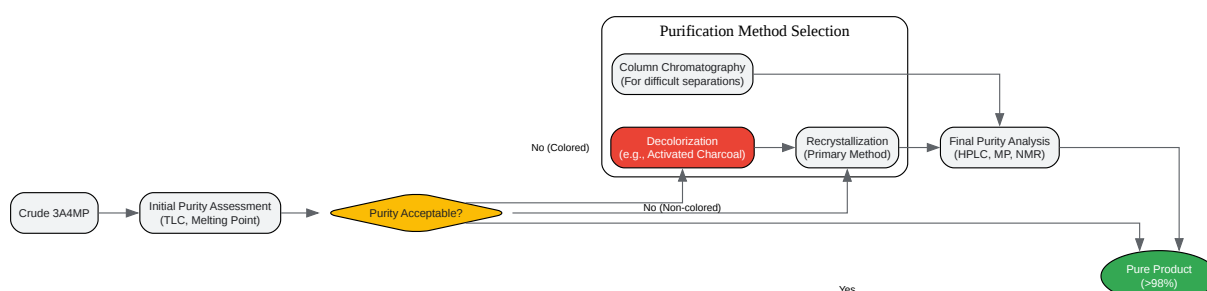 Purification Method Selection
Column Chromatography
(For difficult separations)
No (Colored)
Decolorization
(e.g., Activated Charcoal)
Recrystallization
(Primary Method)
Final Purity Analysis
(HPLC, MP, NMR)
Crude 3A4MP
Initial Purity Assessment
(TLC, Melting Point)
Purity Acceptable?
No (Non-colored)
Pure Product
(>98%)
Yes